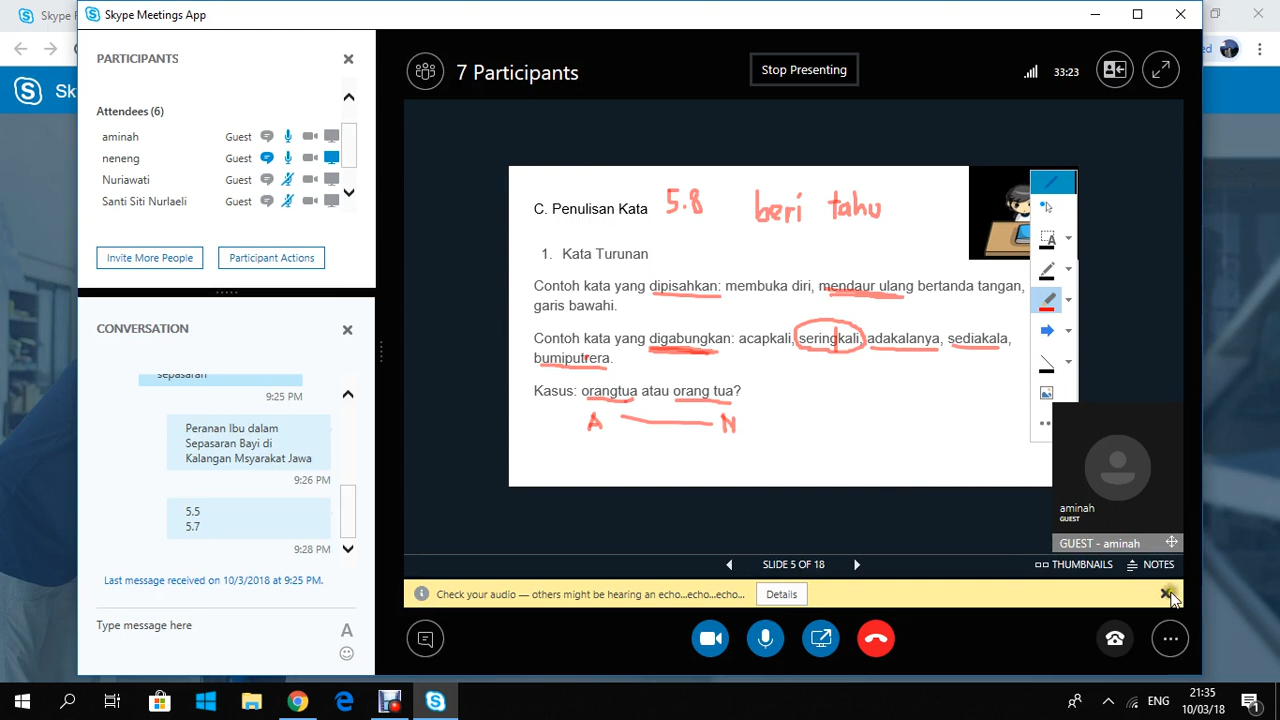 Skype
Skype Meetings App
Sk
PARTICIPANTS
Attendees (6)
aminah Guest
neneng Guest
Nuriawati Guest
Santi Siti Nurlaeli Guest
Invite More People
Participant Actions
CONVERSATION
sepasaran
9:25 PM
Peranan Ibu dalam
Sepasaran Bayi di
Kalangan Msyarakat Jawa
9:26 PM
5.5
5.7
9:28 PM
Last message received on 10/3/2018 at 9:25 PM.
Type message here
A
7 Participants
Stop Presenting
33:23
C. Penulisan Kata 5.8 beri tahu
1. Kata Turunan
Contoh kata yang dipisahkan: membuka diri, mendaur ulang bertanda tangan,
garis bawahi.
Contoh kata yang digabungkan: acapkali, seringkali, adakalanya, sediakala,
bumiputrera.
Kasus: orangtua atau orang tua?
A N
A
aminah
GUEST
GUEST - aminah
SLIDE 5 OF 18
THUMBNAILS
NOTES
Check your audio — others might be hearing an echo...echo...echo...
Details
ENG
21:35
10/03/18
1